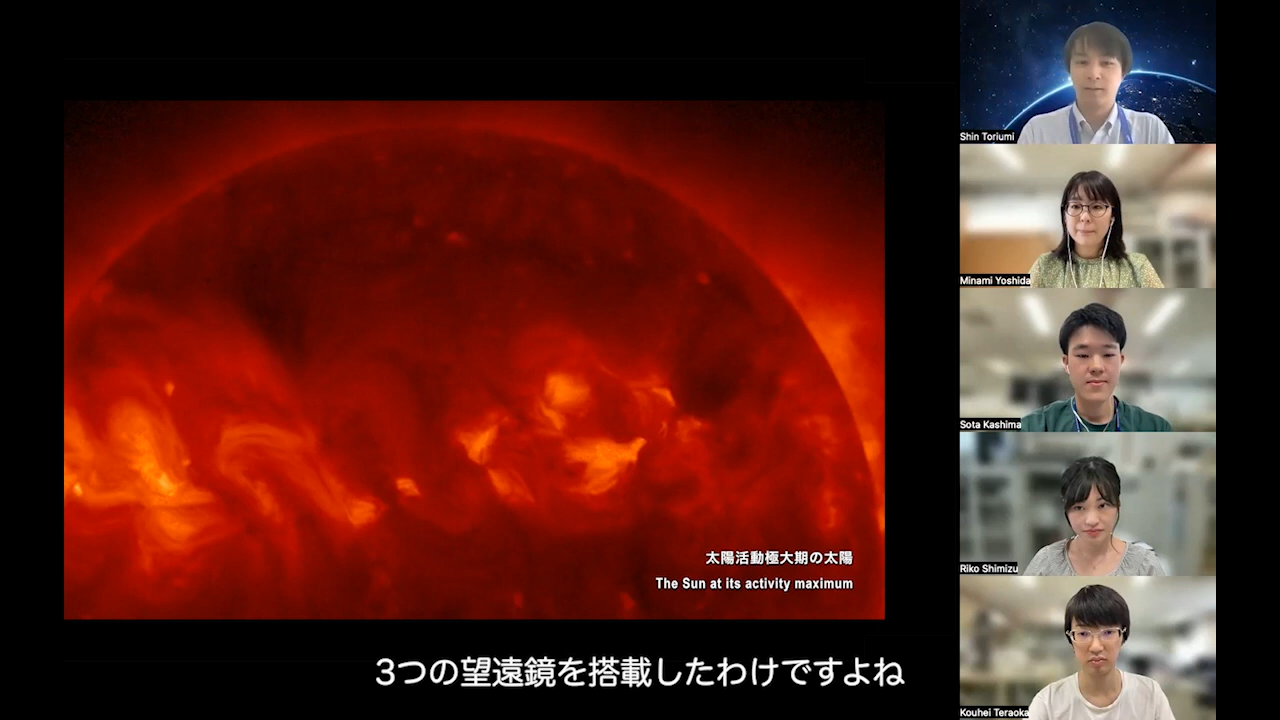 太陽活動極大期の太陽
The Sun at its activity maximum
3つの望遠鏡を搭載したわけですよね
Shin Toriumi
Minami Yoshida
Sota Kashima
Riko Shimizu
Kouhei Teraoka